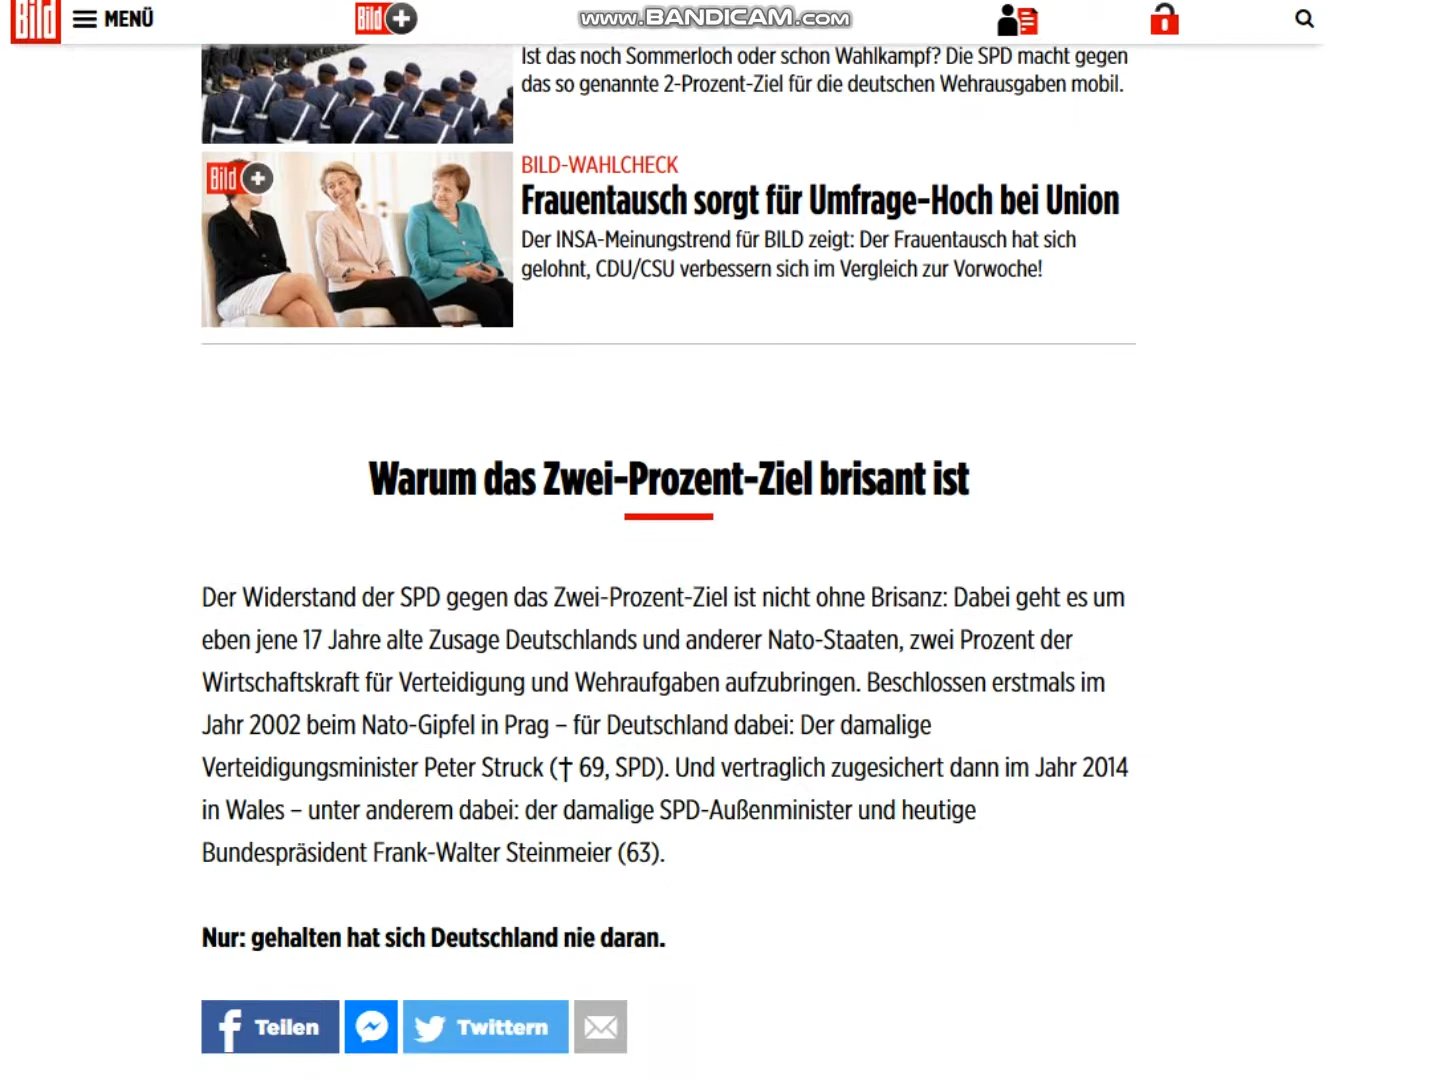 Bild
MENÜ
Bild +
www.BANDICAM.com
Ist das noch Sommerloch oder schon Wahlkampf? Die SPD macht gegen
das so genannte 2-Prozent-Ziel für die deutschen Wehrausgaben mobil.
Bild +
BILD-WAHLCHECK
Frauentausch sorgt für Umfrage-Hoch bei Union
Der INSA-Meinungstrend für BILD zeigt: Der Frauentausch hat sich
gelohnt, CDU/CSU verbessern sich im Vergleich zur Vorwoche!
Warum das Zwei-Prozent-Ziel brisant ist
Der Widerstand der SPD gegen das Zwei-Prozent-Ziel ist nicht ohne Brisanz: Dabei geht es um
eben jene 17 Jahre alte Zusage Deutschlands und anderer Nato-Staaten, zwei Prozent der
Wirtschaftskraft für Verteidigung und Wehraufgaben aufzubringen. Beschlossen erstmals im
Jahr 2002 beim Nato-Gipfel in Prag – für Deutschland dabei: Der damalige
Verteidigungsminister Peter Struck († 69, SPD). Und vertraglich zugesichert dann im Jahr 2014
in Wales – unter anderem dabei: der damalige SPD-Außenminister und heutige
Bundespräsident Frank-Walter Steinmeier (63).
Nur: gehalten hat sich Deutschland nie daran.
Teilen
Twittern